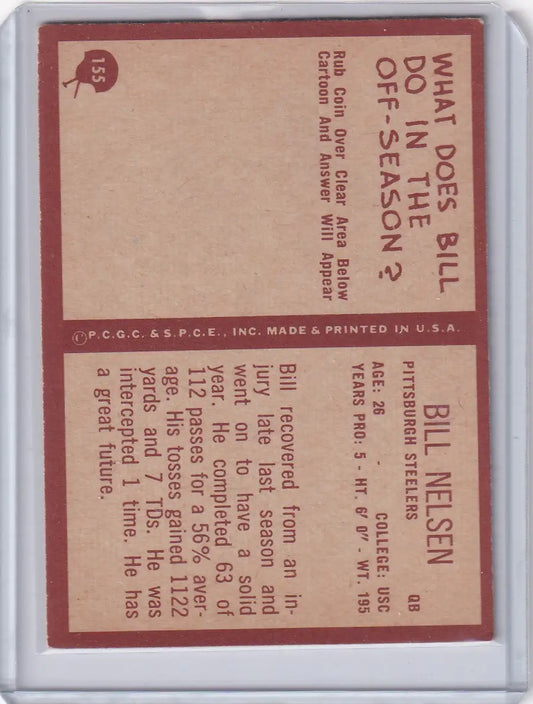 155
WHAT DOES BILL
DO IN THE
OFF-SEASON?
Rub Coin Over Clear Area Below
Cartoon And Answer Will Appear
©P.C.G.C. & S.P.C.E., INC. MADE & PRINTED IN U.S.A.
BILL NELSEN
PITTSBURGH STEELERS QB
AGE: 26 - COLLEGE: USC
YEARS PRO: 5 - HT. 6' 0" - WT. 195
Bill recovered from an in-
jury late last season and
went on to have a solid
year. He completed 63 of
112 passes for a 56% aver-
age. His tosses gained 1122
yards and 7 TDs. He was
intercepted 1 time. He has
a great future.